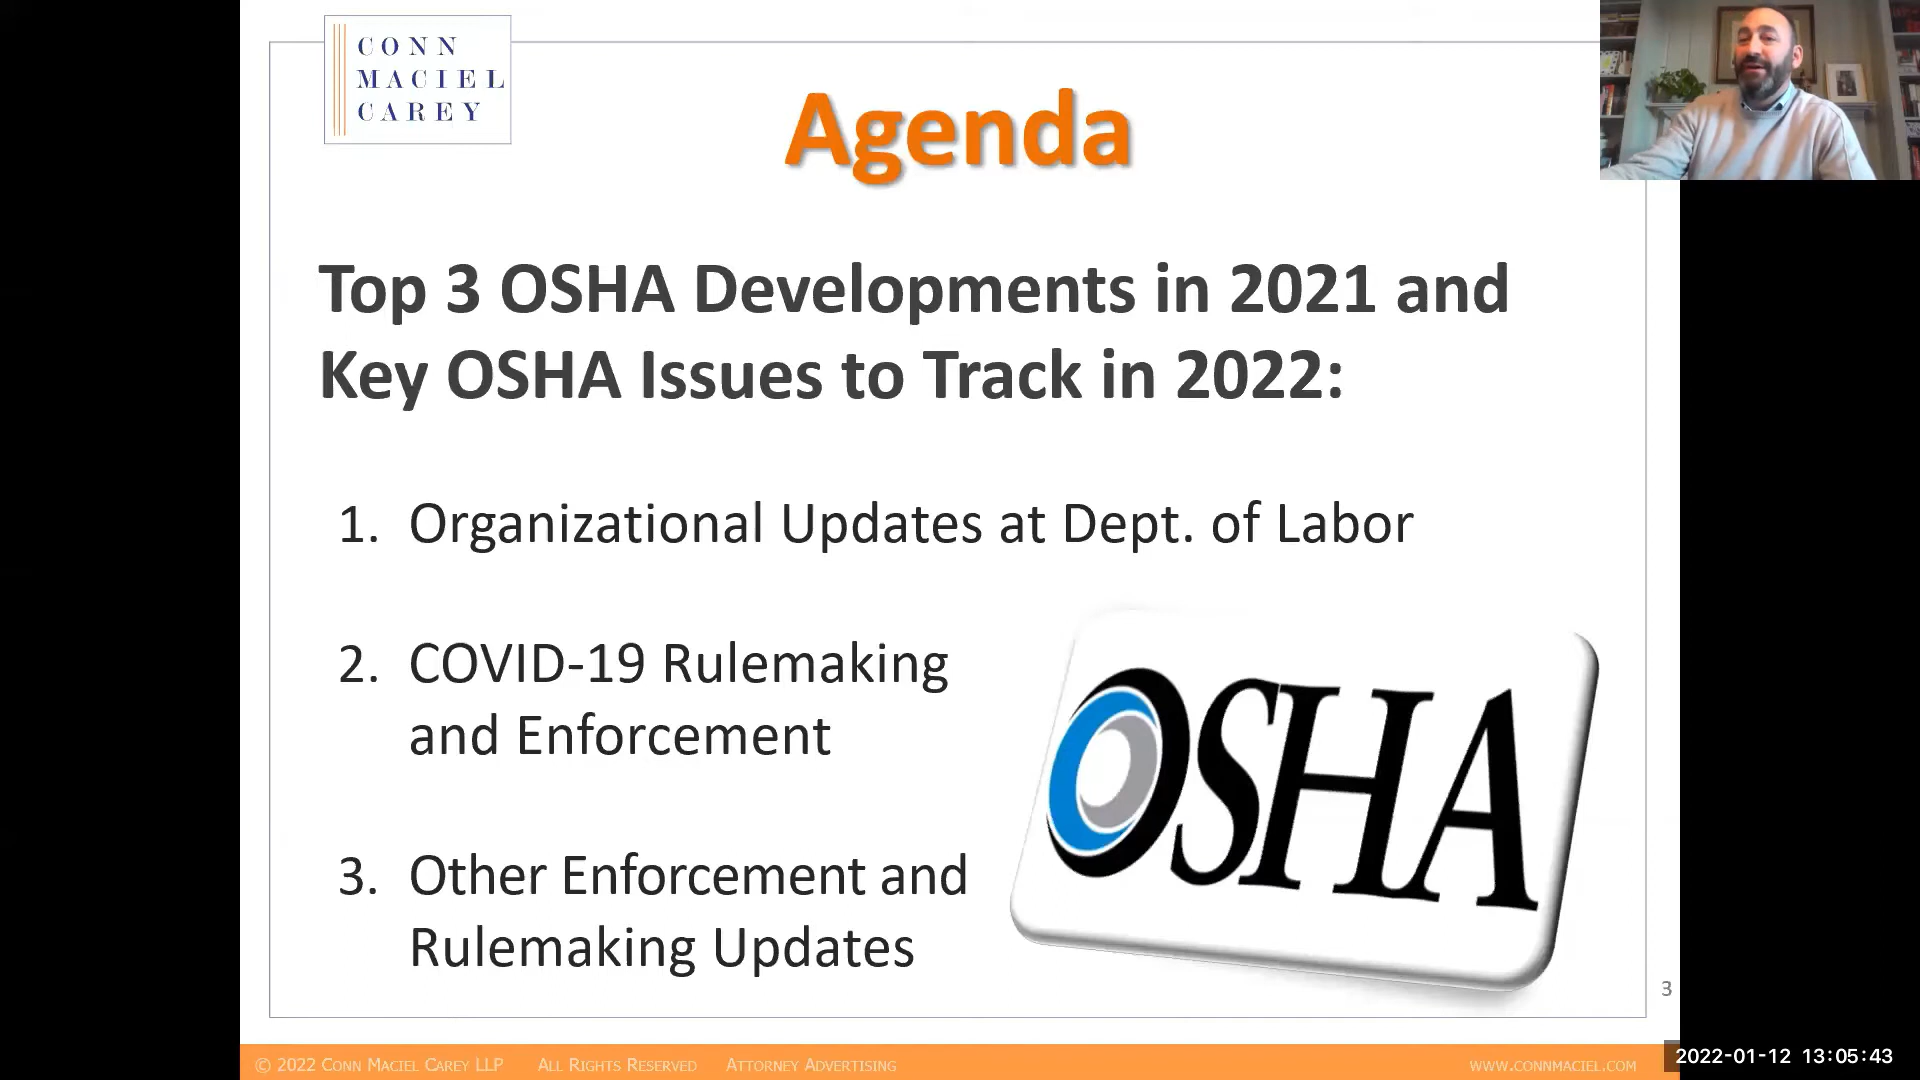 CONN
MACIEL
CAREY
Agenda
Top 3 OSHA Developments in 2021 and
Key OSHA Issues to Track in 2022:
1. Organizational Updates at Dept. of Labor
2. COVID-19 Rulemaking
and Enforcement
3. Other Enforcement and
Rulemaking Updates
OSHA
3
© 2022 CONN MACIEL CAREY LLP ALL RIGHTS RESERVED ATTORNEY ADVERTISING
WWW.CONNMACIEL.COM
2022-01-12 13:05:43